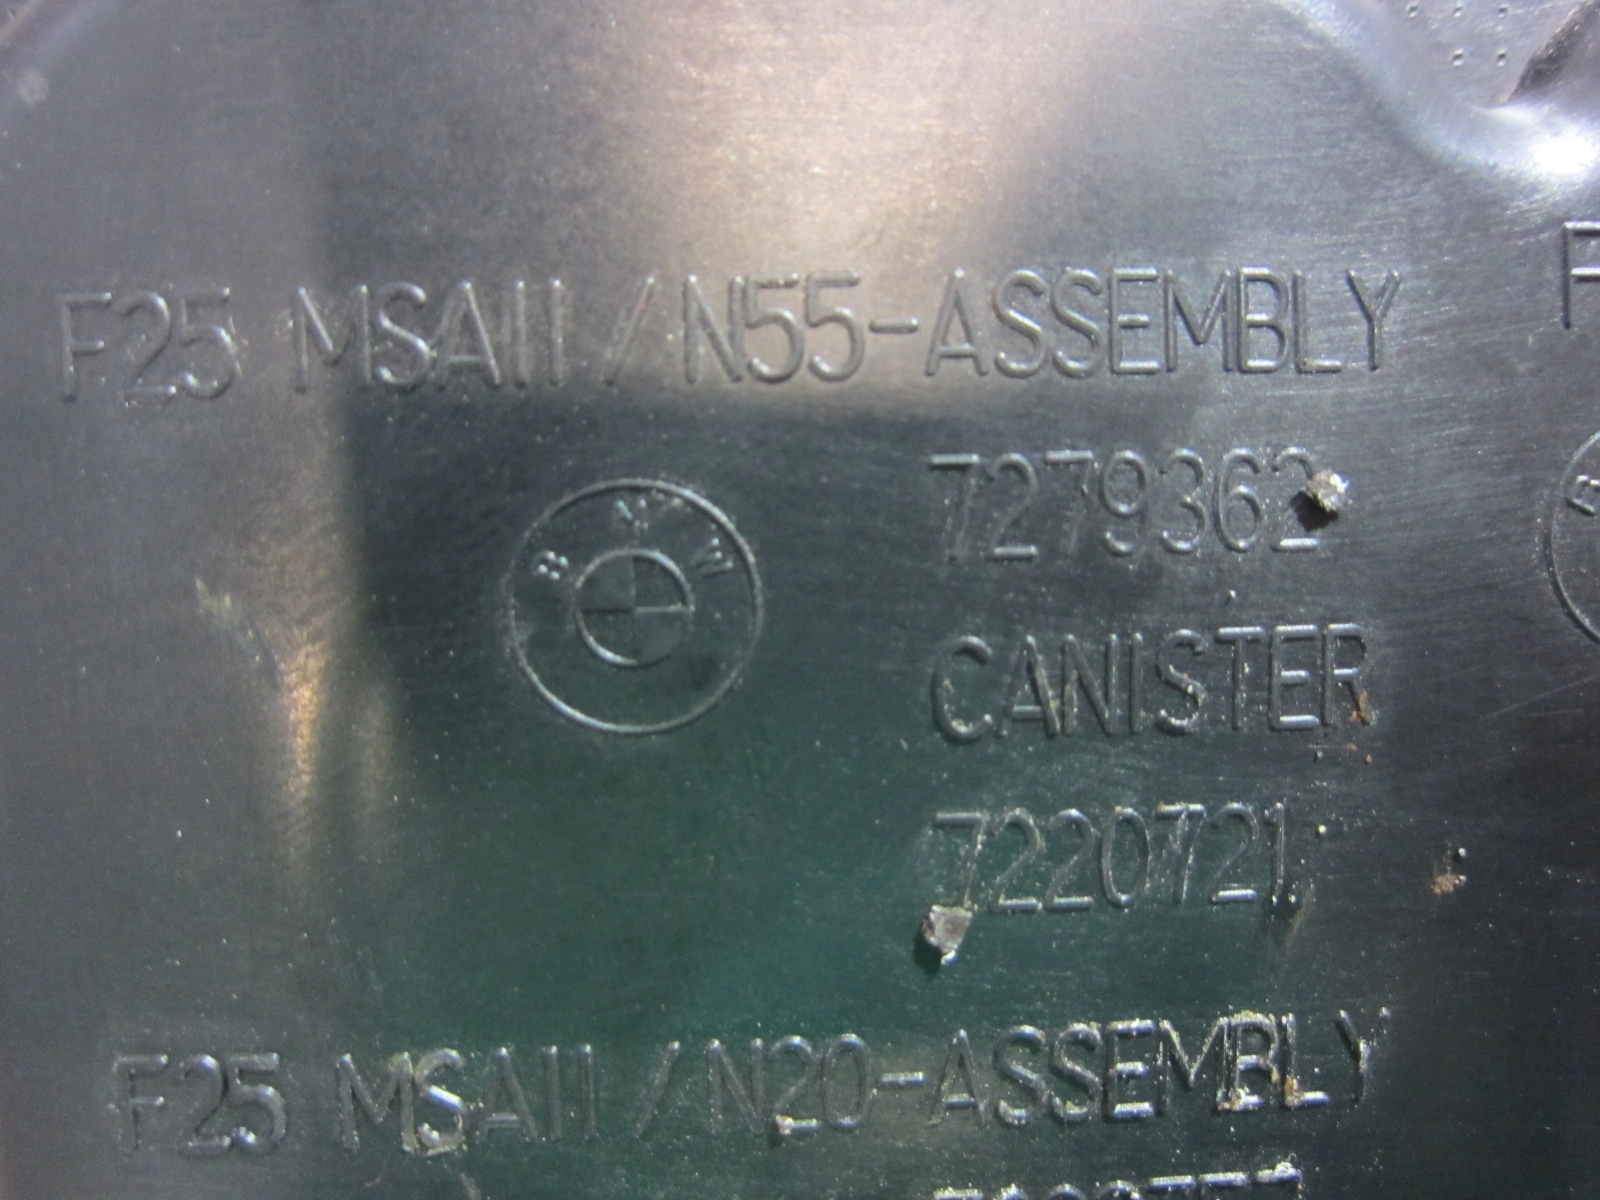 F25 MSAII / N55-ASSEMBLY
7279362
BMW
CANISTER
7220721
F25 MSAII / N20-ASSEMBLY